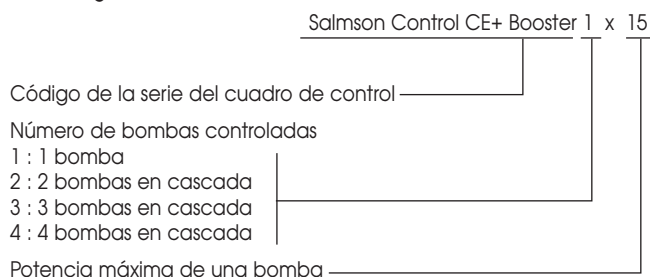 Salmson Control CE+ Booster 1 x 15
Código de la serie del cuadro de control
Número de bombas controladas
1 : 1 bomba
2 : 2 bombas en cascada
3 : 3 bombas en cascada
4 : 4 bombas en cascada
Potencia máxima de una bomba